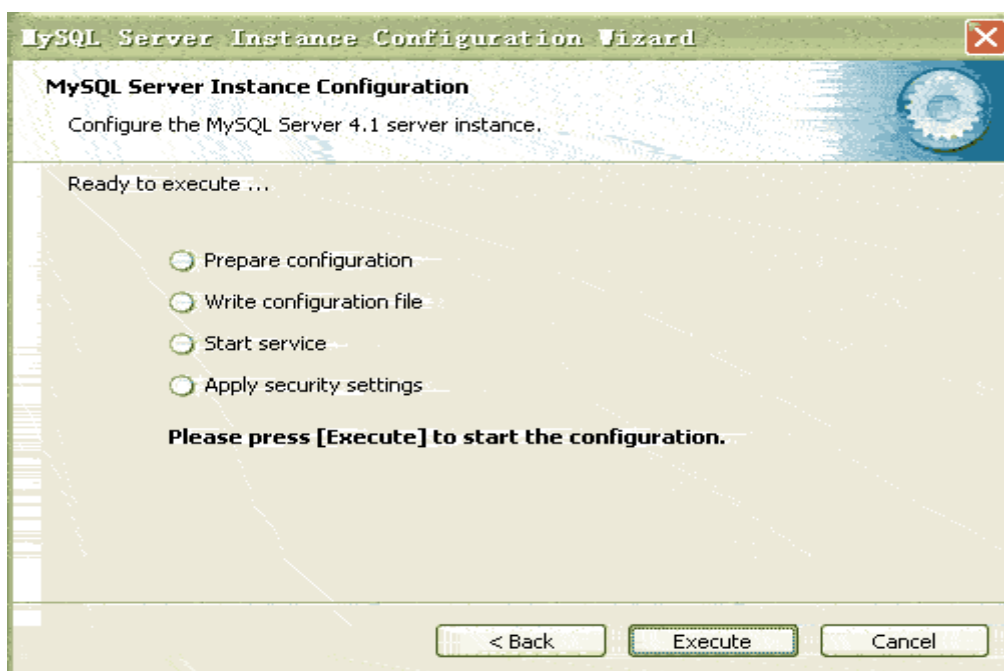 MySQL Server Instance Configuration Wizard
MySQL Server Instance Configuration
Configure the MySQL Server 4.1 server instance.
Ready to execute ...
Prepare configuration
Write configuration file
Start service
Apply security settings
Please press [Execute] to start the configuration.
< Back
Execute
Cancel